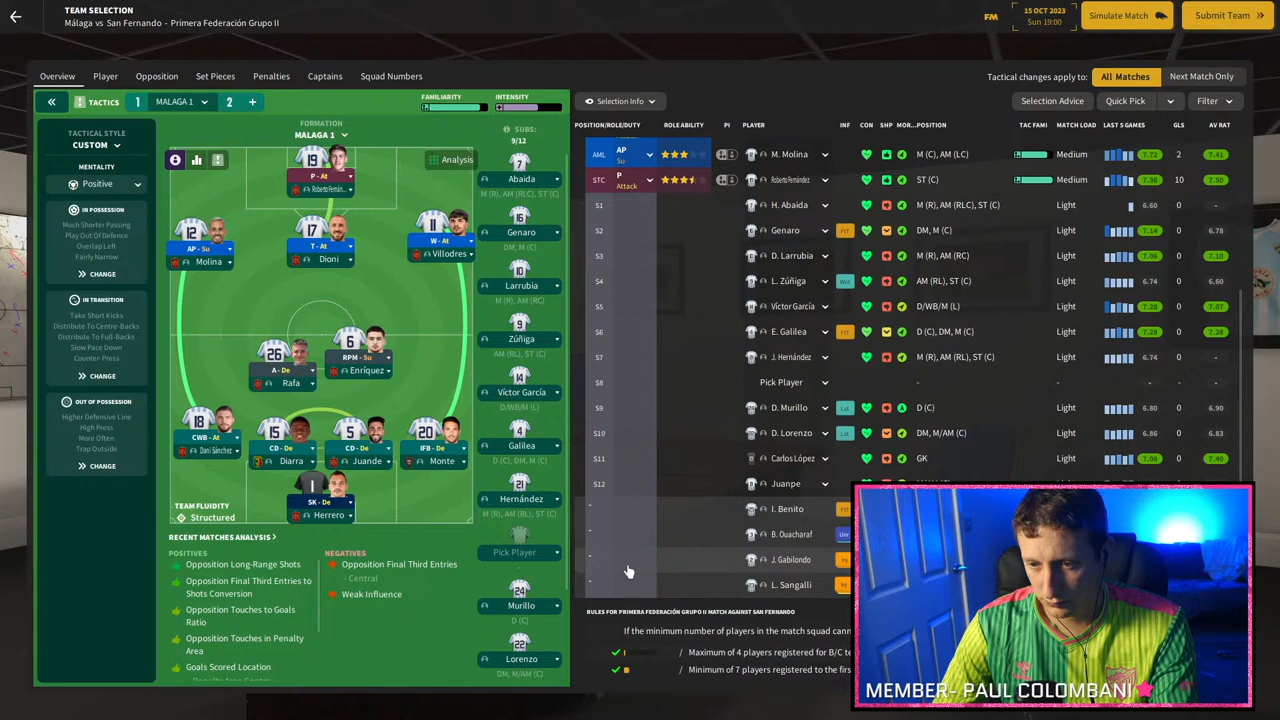 TEAM SELECTION
Málaga vs San Fernando - Primera Federación Grupo II
FM
15 OCT 2023
Sun 19:00
Simulate Match
Submit Team
Overview Player Opposition Set Pieces Penalties Captains Squad Numbers
Tactical changes apply to: All Matches Next Match Only
TACTICS 1 MALAGA 1 2 +
FAMILIARITY INTENSITY
Selection Info
Selection Advice Quick Pick Filter
TACTICAL STYLE
CUSTOM
MENTALITY
Positive
IN POSSESSION
Much Shorter Passing
Play Out Of Defence
Overlap Left
Fairly Narrow
CHANGE
IN TRANSITION
Take Short Kicks
Distribute To Centre-Backs
Distribute To Full-Backs
Slow Pace Down
Counter-Press
CHANGE
OUT OF POSSESSION
Higher Defensive Line
High Press
More Often
Trap Outside
CHANGE
FORMATION
MALAGA 1
Analysis
19
P - At
Roberto Fernán...
12
AP - Su
Molina
17
T - At
Dioni
11
W - At
Villodres
26
A - De
Rafa
6
RPM - Su
Enríquez
18
CWB - At
Dani Sánchez
15
CD - De
Diarra
5
CD - De
Juande
20
IFB - De
Monte
1
SK - De
Herrero
TEAM FLUIDITY
Structured
SUBS:
9/12
7
Abaida
M (R), AM (RLC), ST (C)
16
Genaro
DM, M (C)
10
Larrubia
M (R), AM (RC)
9
Zúñiga
AM (RL), ST (C)
14
Víctor García
D/WB/M (L)
4
Galilea
D (C), DM, M (C)
21
Hernández
M (R), AM (RL), ST (C)
Pick Player
-
24
Murillo
D (C)
22
Lorenzo
DM, M/AM (C)
RECENT MATCHES ANALYSIS >
POSITIVES
Opposition Long-Range Shots
Opposition Final Third Entries to
Shots Conversion
Opposition Touches to Goals
Ratio
Opposition Touches in Penalty
Area
Goals Scored Location
- Penalty Area Centre
NEGATIVES
Opposition Final Third Entries
- Central
Weak Influence
POSITION/ROLE/DUTY ROLE ABILITY PI PLAYER INF CON SHP MOR... POSITION TAC FAMI MATCH LOAD LAST 5 GAMES GLS AV RAT
AML AP Su M. Molina M (C), AM (LC) Medium 7.72 2 7.41
STC P Attack Roberto Fernández ST (C) Medium 7.36 10 7.50
S1 H. Abaida M (R), AM (RLC), ST (C) Light 6.60 0 -
S2 Genaro Ftf DM, M (C) Light 7.14 0 6.78
S3 D. Larrubia M (R), AM (RC) Light 7.06 0 7.10
S4 L. Zúñiga Wnt AM (RL), ST (C) Light 6.74 0 6.60
S5 Víctor García D/WB/M (L) Light 7.28 0 7.07
S6 E. Galilea Ftf D (C), DM, M (C) Light 7.28 0 7.28
S7 J. Hernández M (R), AM (RL), ST (C) Light 6.74 0 -
S8 Pick Player - - - - -
S9 D. Murillo Lst D (C) Light 6.80 0 6.90
S10 D. Lorenzo Lst DM, M/AM (C) Light 6.86 0 6.83
S11 Carlos López GK Light 7.08 0 7.40
S12 Juanpe
- I. Benito Ftf
- B. Ouacharaf Unr
- J. Gabilondo Inj
- L. Sangalli Inj
RULES FOR PRIMERA FEDERACIÓN GRUPO II MATCH AGAINST SAN FERNANDO
If the minimum number of players in the match squad cann
/ Maximum of 4 players registered for B/C te
/ Minimum of 7 players registered to the firs
MEMBER- PAUL COLOMBANI